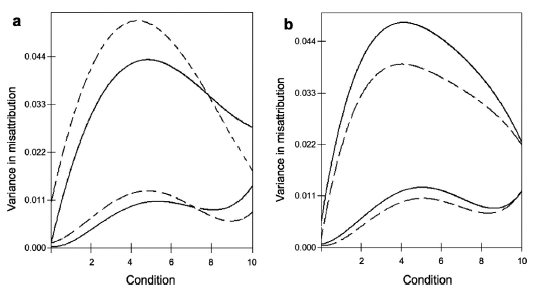 a
Variance in misattribution
0.044
0.033
0.022
0.011
0.000
2 4 6 8 10
Condition
b
Variance in misattribution
0.044
0.033
0.022
0.011
0.000
2 4 6 8 10
Condition